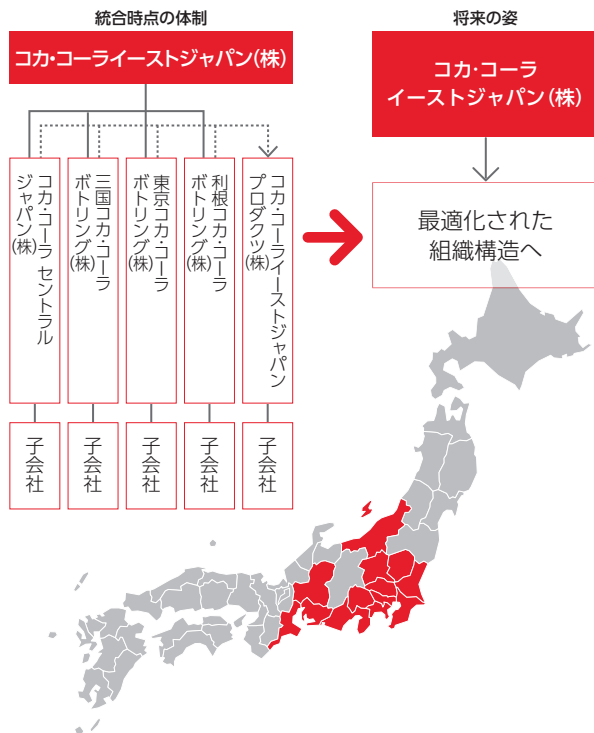 統合時点の体制
コカ・コーライーストジャパン(株)
コカ・コーラ セントラル
ジャパン(株)
三国コカ・コーラ
ボトリング(株)
東京コカ・コーラ
ボトリング(株)
利根コカ・コーラ
ボトリング(株)
コカ・コーライーストジャパン
プロダクツ(株)
子会社
子会社
子会社
子会社
子会社
将来の姿
コカ・コーラ
イーストジャパン(株)
最適化された
組織構造へ